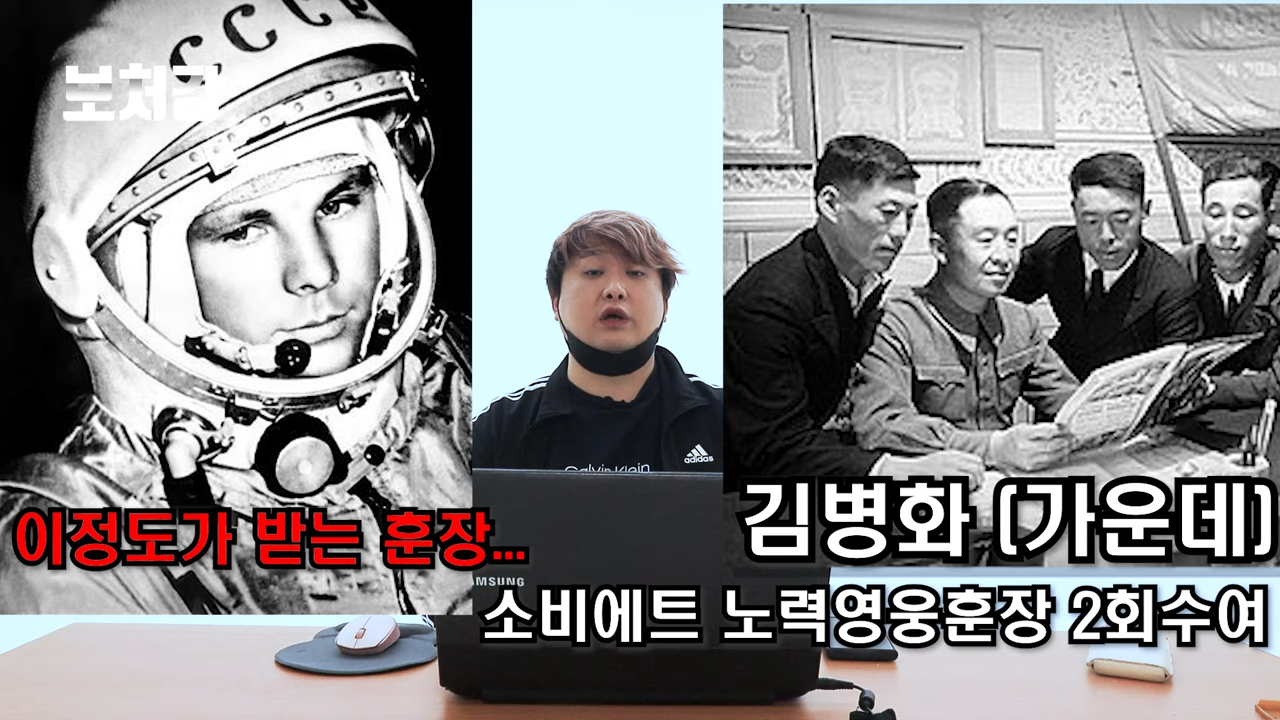 CCCP
보처김
이정도가 받는 훈장...
adidas
Calvin Klein
SAMSUNG
김병화 (가운데)
소비에트 노력영웅훈장 2회수여